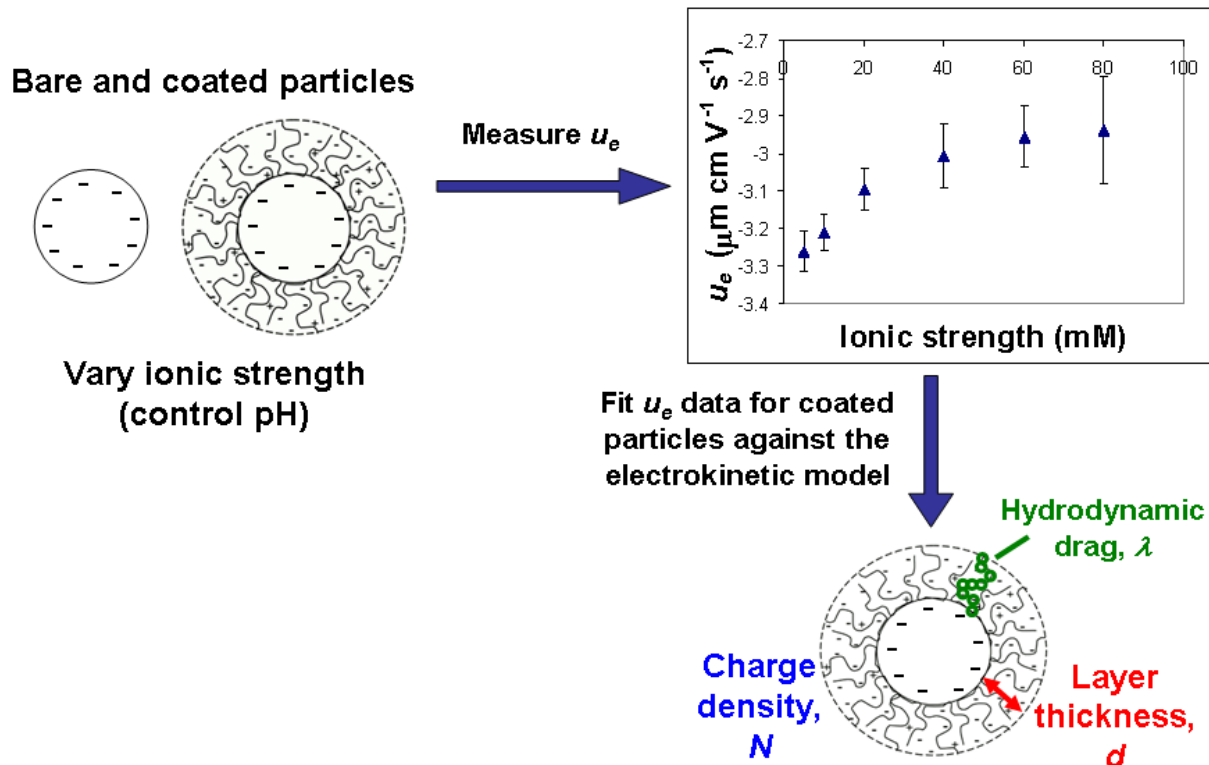 Bare and coated particles
Measure uₑ
Vary ionic strength
(control pH)
uₑ (μm cm V⁻¹ s⁻¹)
-2.7
-2.8
-2.9
-3
-3.1
-3.2
-3.3
-3.4
0
20
40
60
80
100
Ionic strength (mM)
Fit uₑ data for coated
particles against the
electrokinetic model
Hydrodynamic
drag, λ
Charge
density,
N
Layer
thickness,
d